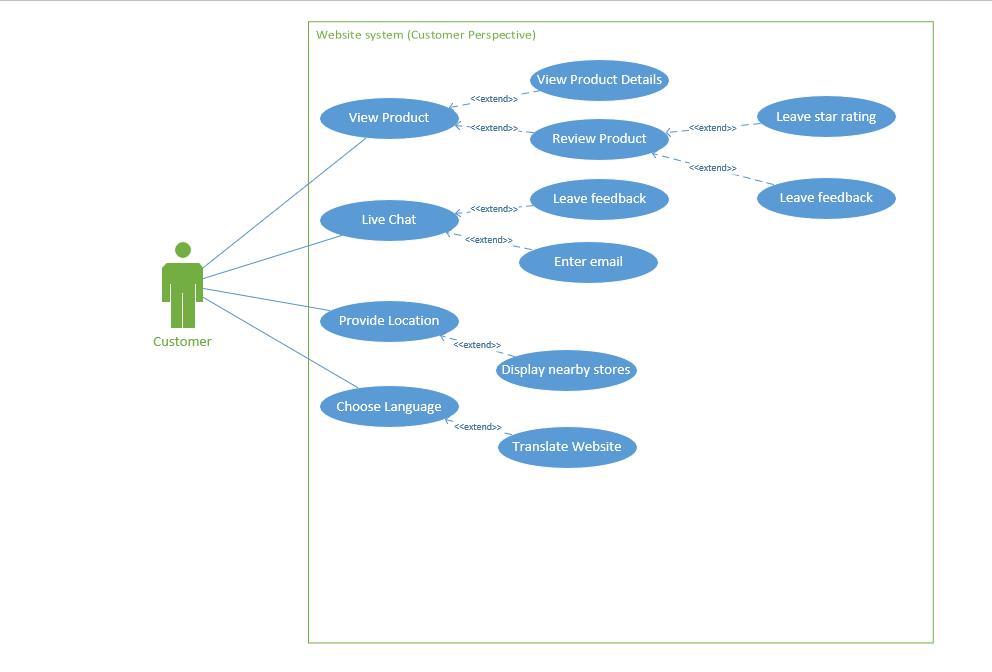 Website system (Customer Perspective)
View Product Details
<<extend>>
View Product
<<extend>>
Review Product
<<extend>>
Leave star rating
<<extend>>
Leave feedback
Leave feedback
<<extend>>
Live Chat
<<extend>>
Enter email
Customer
Provide Location
<<extend>>
Display nearby stores
Choose Language
<<extend>>
Translate Website